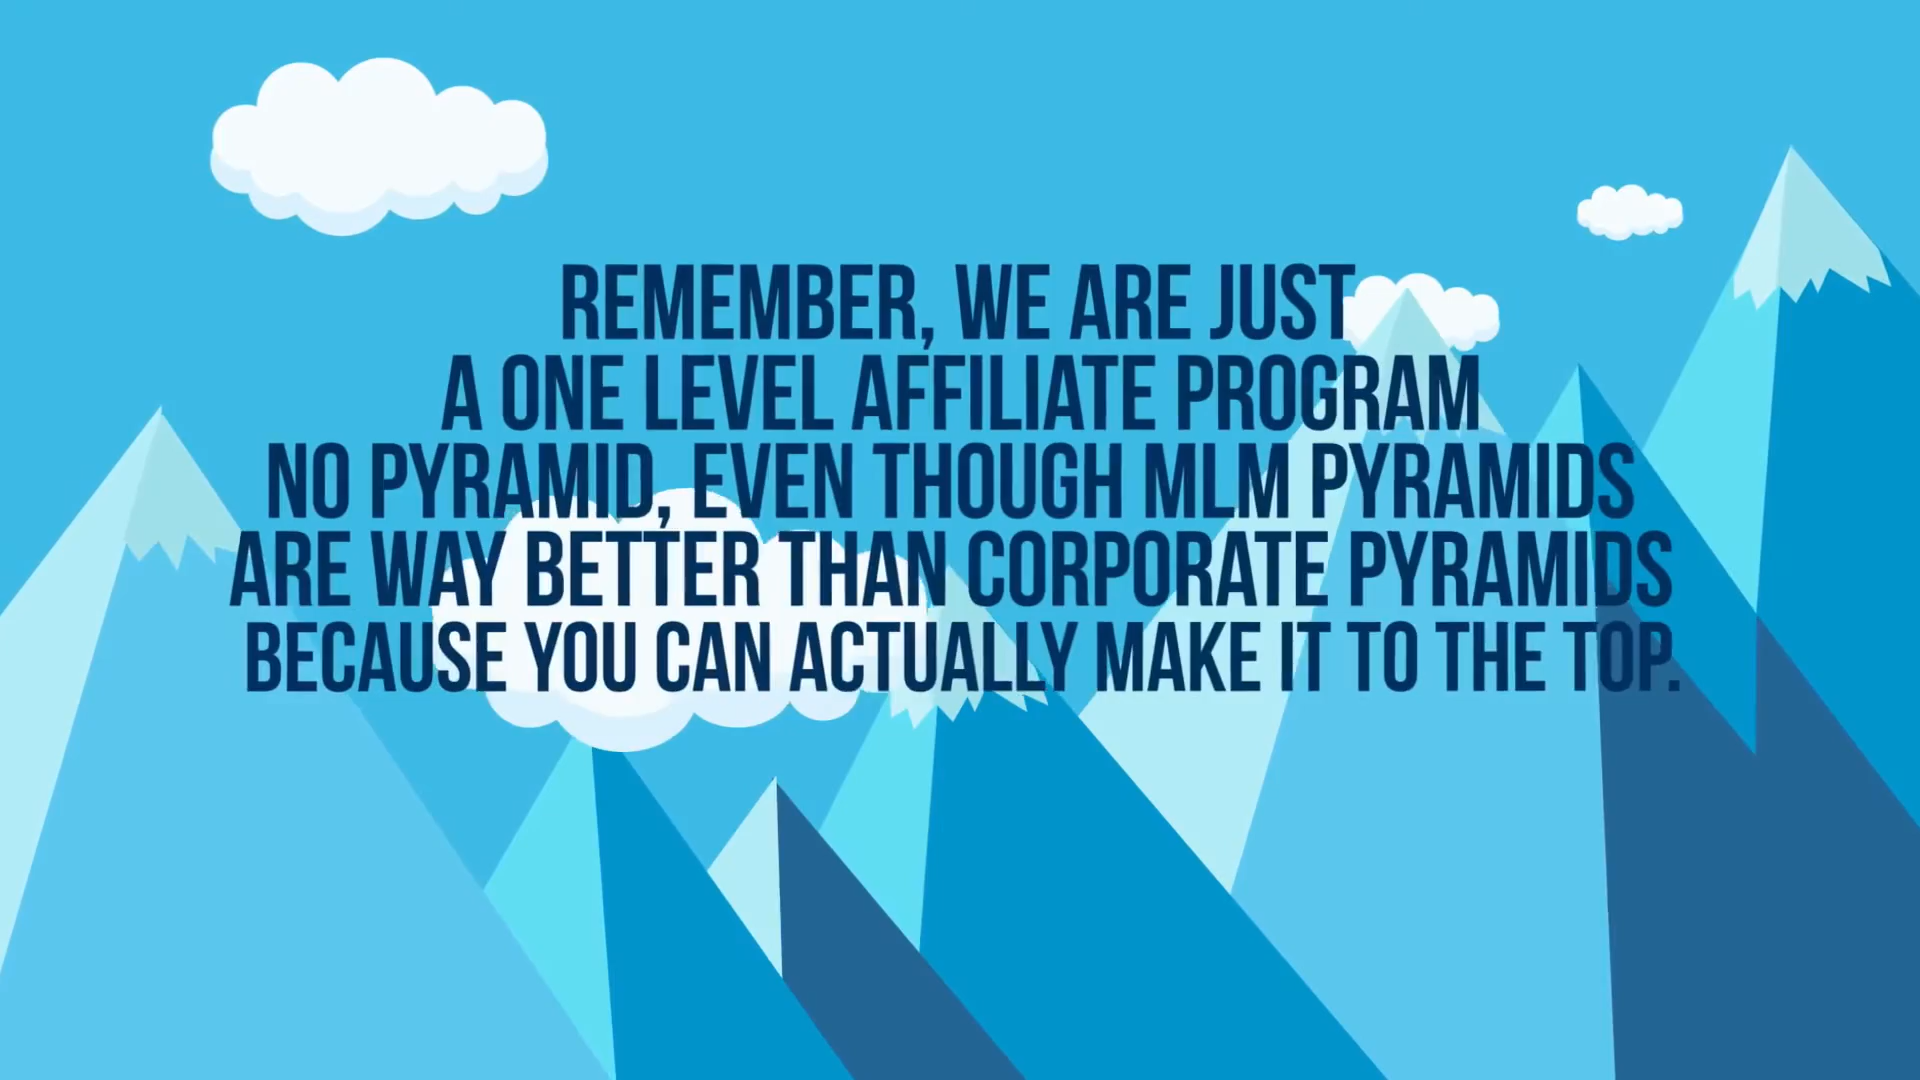 REMEMBER, WE ARE JUST
A ONE LEVEL AFFILIATE PROGRAM
NO PYRAMID, EVEN THOUGH MLM PYRAMIDS
ARE WAY BETTER THAN CORPORATE PYRAMIDS
BECAUSE YOU CAN ACTUALLY MAKE IT TO THE TOP.